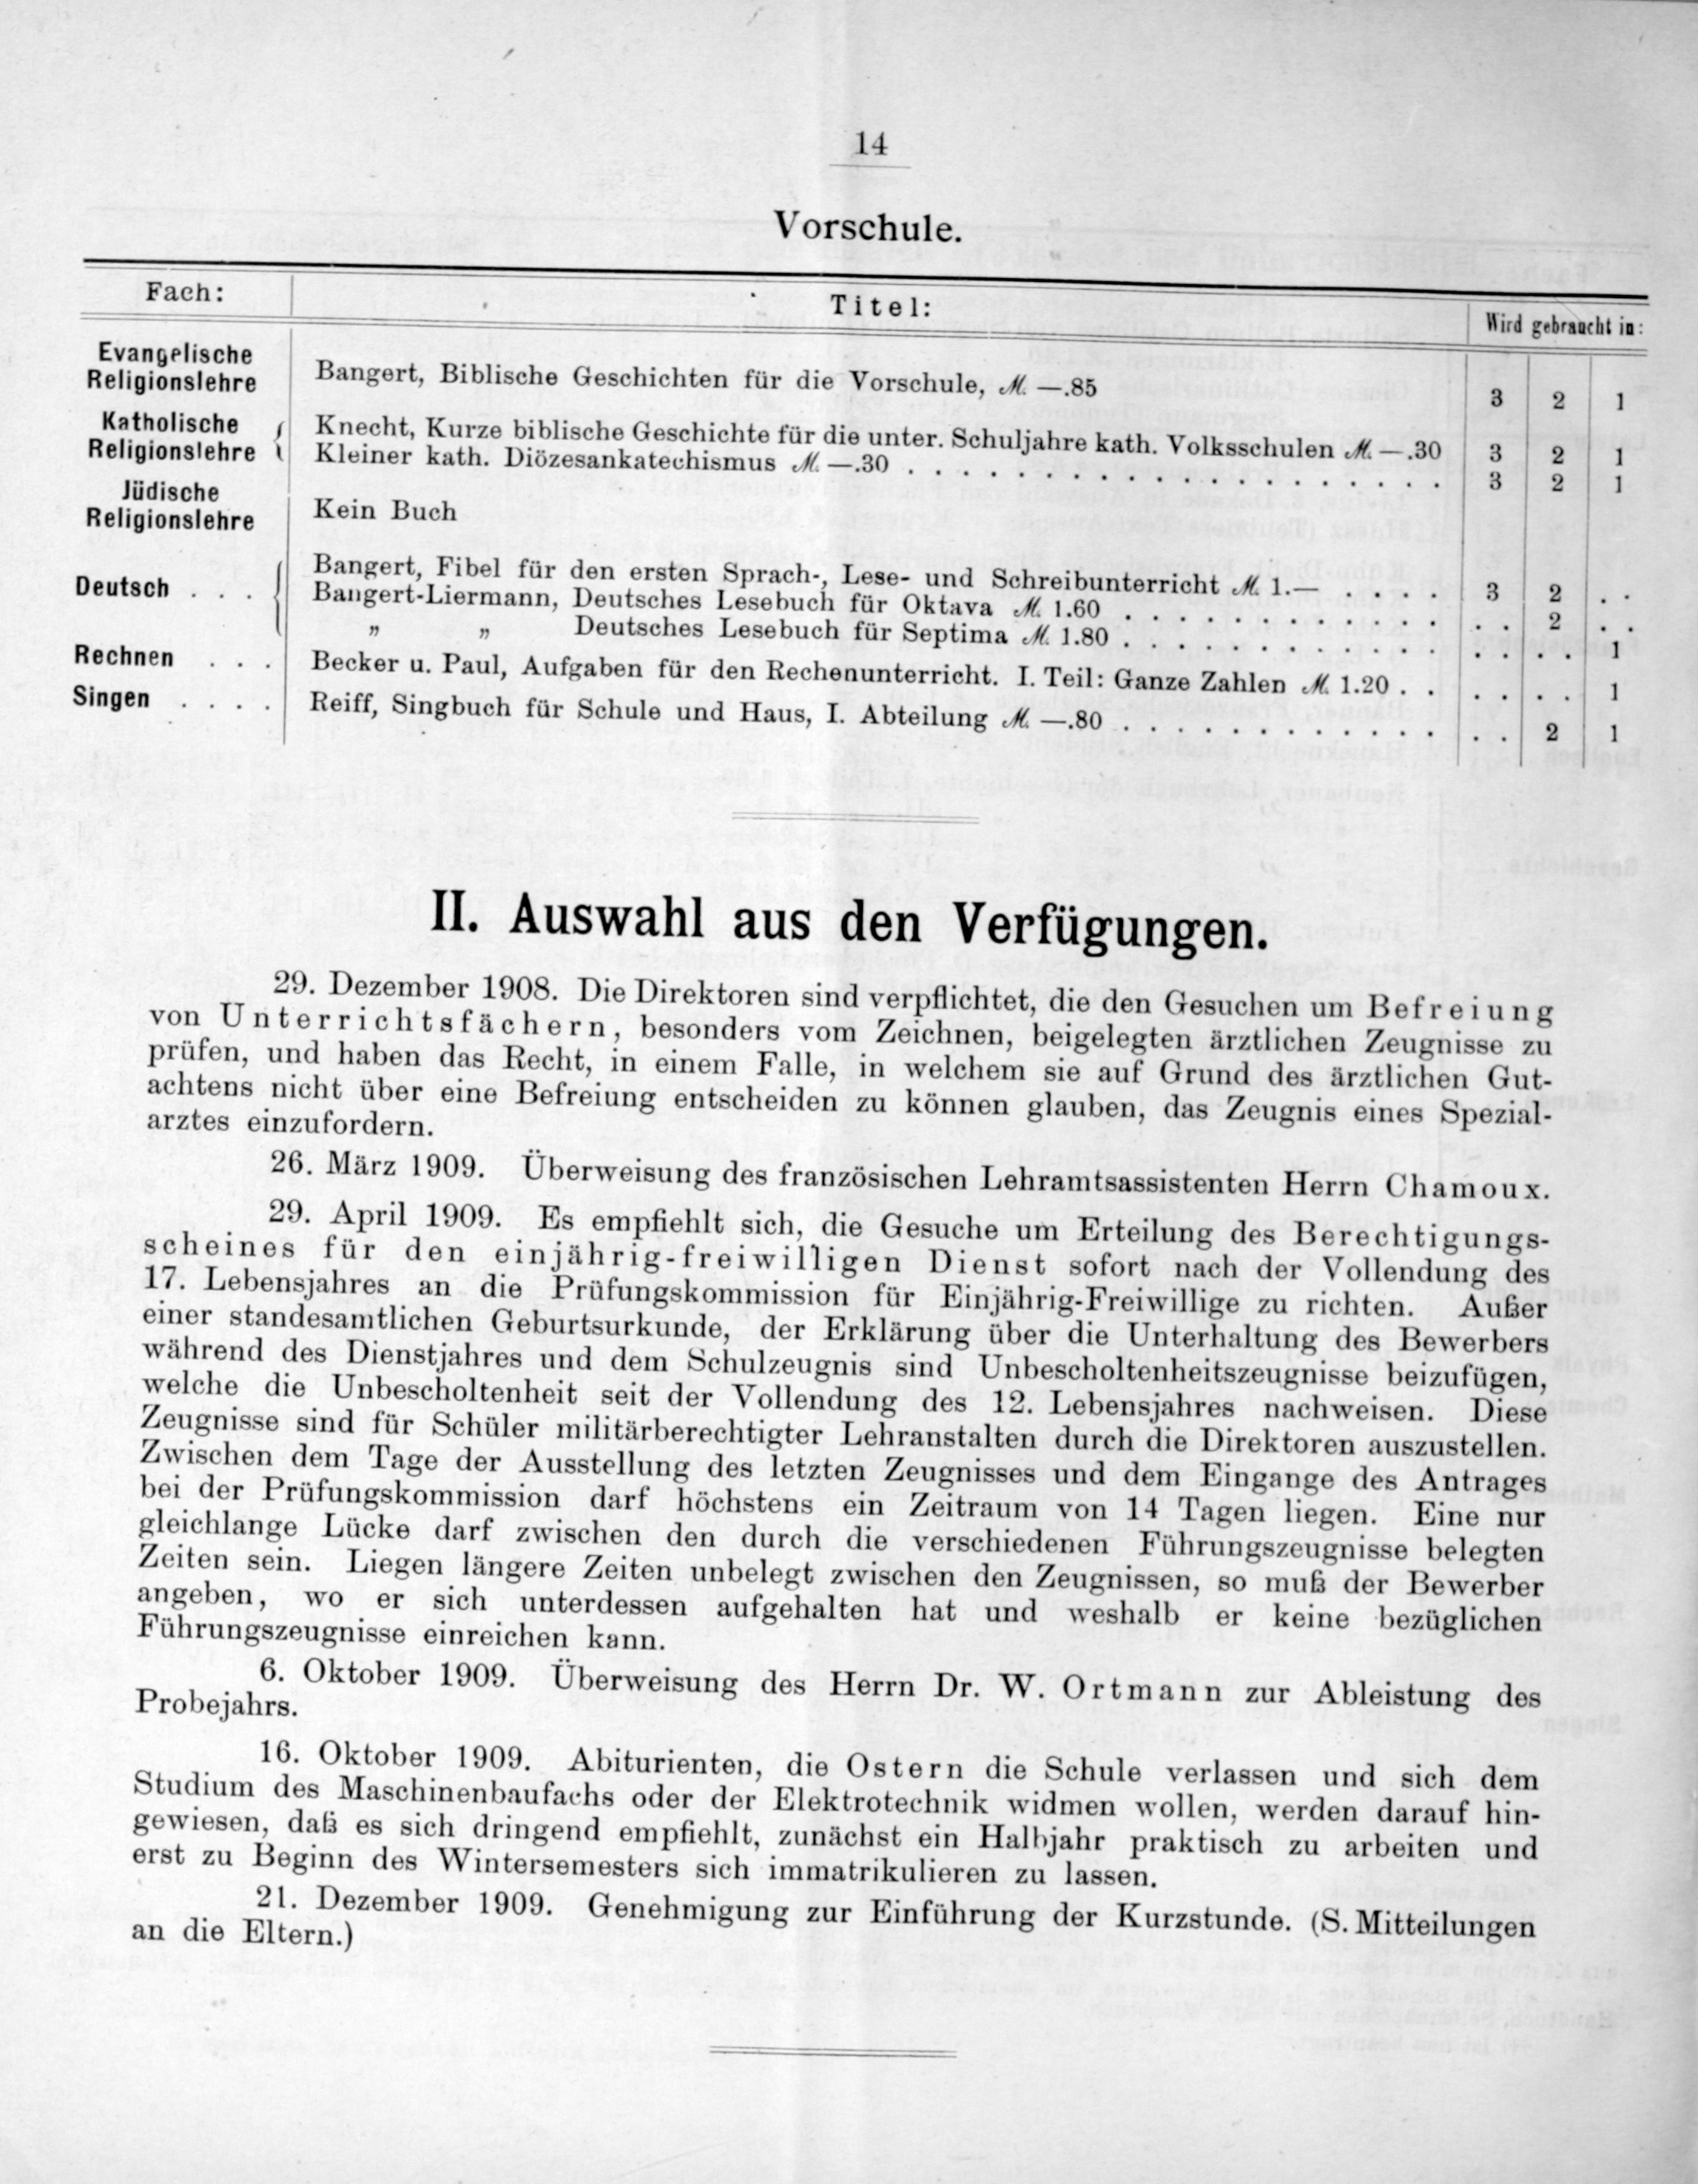 14
Vorschule.
Fach: Titel: Wird gebraucht in:
Evangelische
Religionslehre Bangert, Biblische Geschichten für die Vorschule, ℳ. —.85 3 2 1
Katholische Knecht, Kurze biblische Geschichte für die unter. Schuljahre kath. Volksschulen ℳ. —.30 3 2 1
Religionslehre Kleiner kath. Diözesankatechismus ℳ. —.30 . . . . . . . . . . . . . . . . . . . . 3 2 1
Jüdische
Religionslehre Kein Buch
Bangert, Fibel für den ersten Sprach-, Lese- und Schreibunterricht ℳ. 1.— . . . . 3 2 . .
Deutsch . . . Bangert-Liermann, Deutsches Lesebuch für Oktava ℳ. 1.60 . . . . . . . . . . . . . . 2 . .
„ „ Deutsches Lesebuch für Septima ℳ. 1.80 . . . . . . . . . . . . . . . . 1
Rechnen . . . Becker u. Paul, Aufgaben für den Rechenunterricht. I. Teil: Ganze Zahlen ℳ. 1.20 . . . . . . 1
Singen . . . . Reiff, Singbuch für Schule und Haus, I. Abteilung ℳ. —.80 . . . . . . . . . . . . . . 2 1
II. Auswahl aus den Verfügungen.
29. Dezember 1908. Die Direktoren sind verpflichtet, die den Gesuchen um Befreiung
von Unterrichtsfächern, besonders vom Zeichnen, beigelegten ärztlichen Zeugnisse zu
prüfen, und haben das Recht, in einem Falle, in welchem sie auf Grund des ärztlichen Gut-
achtens nicht über eine Befreiung entscheiden zu können glauben, das Zeugnis eines Spezial-
arztes einzufordern.
26. März 1909. Überweisung des französischen Lehramtsassistenten Herrn Chamoux.
29. April 1909. Es empfiehlt sich, die Gesuche um Erteilung des Berechtigungs-
scheines für den einjährig-freiwilligen Dienst sofort nach der Vollendung des
17. Lebensjahres an die Prüfungskommission für Einjährig-Freiwillige zu richten. Außer
einer standesamtlichen Geburtsurkunde, der Erklärung über die Unterhaltung des Bewerbers
während des Dienstjahres und dem Schulzeugnis sind Unbescholtenheitszeugnisse beizufügen,
welche die Unbescholtenheit seit der Vollendung des 12. Lebensjahres nachweisen. Diese
Zeugnisse sind für Schüler militärberechtigter Lehranstalten durch die Direktoren auszustellen.
Zwischen dem Tage der Ausstellung des letzten Zeugnisses und dem Eingange des Antrages
bei der Prüfungskommission darf höchstens ein Zeitraum von 14 Tagen liegen. Eine nur
gleichlange Lücke darf zwischen den durch die verschiedenen Führungszeugnisse belegten
Zeiten sein. Liegen längere Zeiten unbelegt zwischen den Zeugnissen, so muß der Bewerber
angeben, wo er sich unterdessen aufgehalten hat und weshalb er keine bezüglichen
Führungszeugnisse einreichen kann.
6. Oktober 1909. Überweisung des Herrn Dr. W. Ortmann zur Ableistung des
Probejahrs.
16. Oktober 1909. Abiturienten, die Ostern die Schule verlassen und sich dem
Studium des Maschinenbaufachs oder der Elektrotechnik widmen wollen, werden darauf hin-
gewiesen, daß es sich dringend empfiehlt, zunächst ein Halbjahr praktisch zu arbeiten und
erst zu Beginn des Wintersemesters sich immatrikulieren zu lassen.
21. Dezember 1909. Genehmigung zur Einführung der Kurzstunde. (S. Mitteilungen
an die Eltern.)